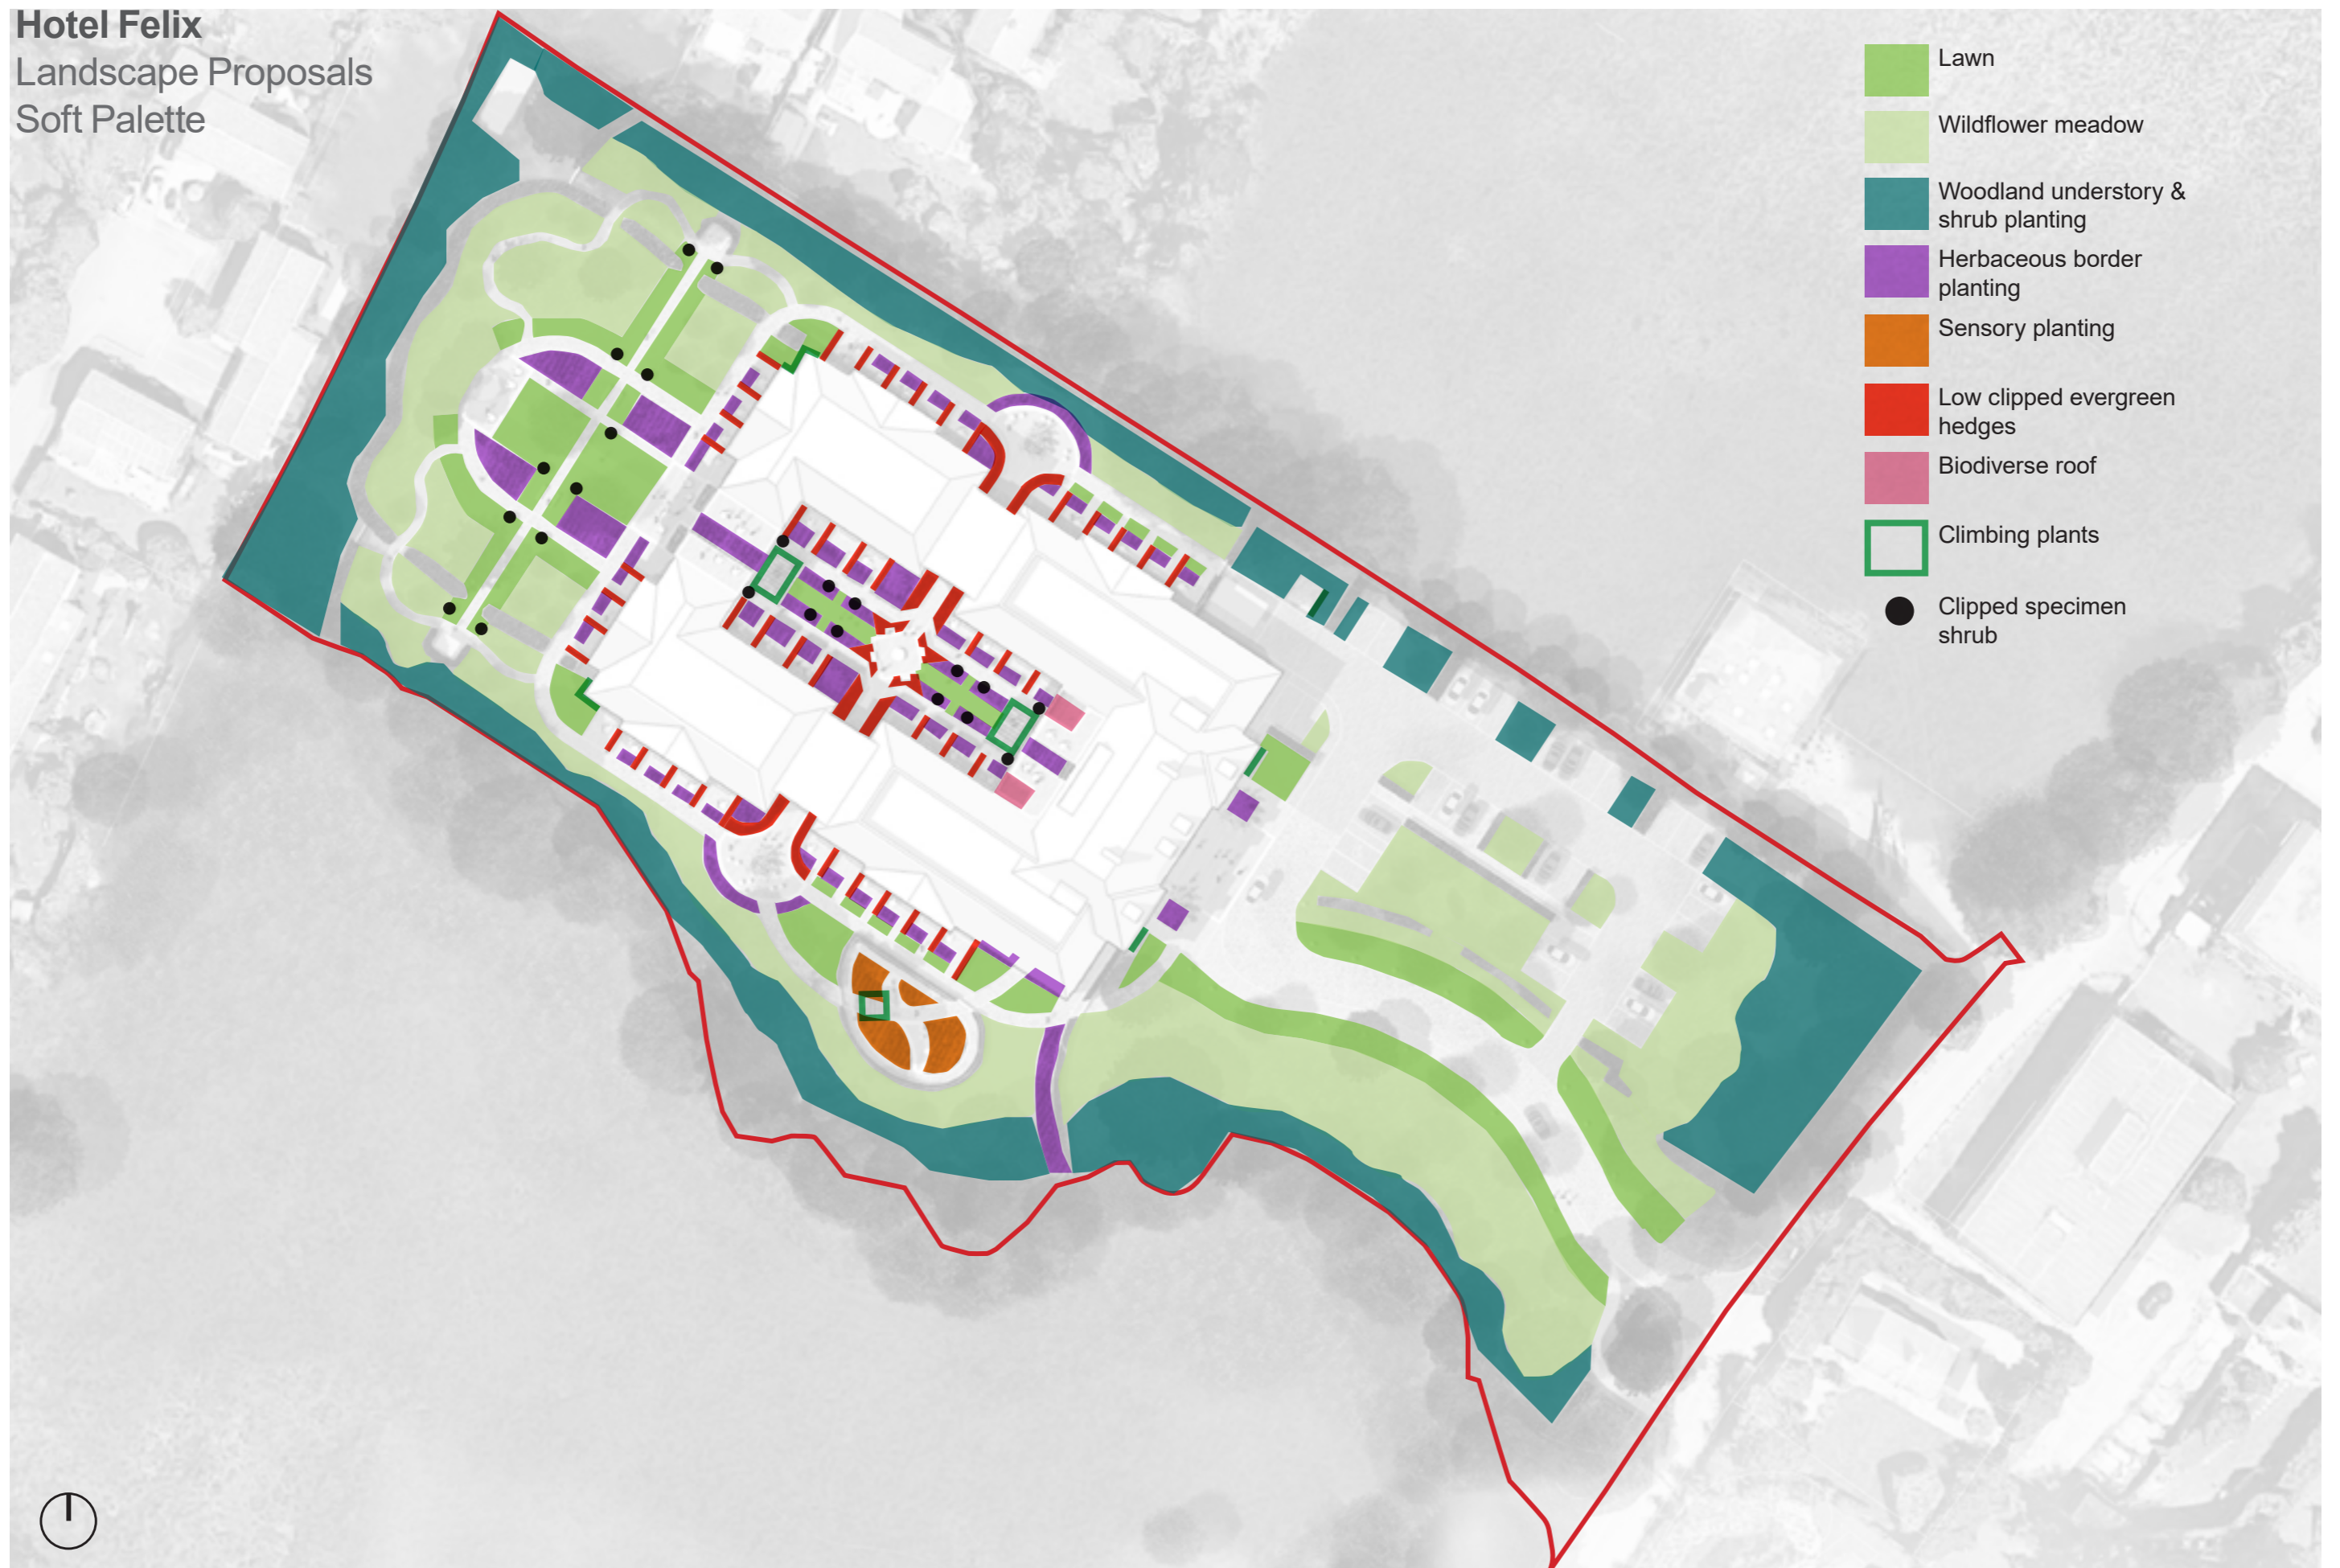 Hotel Felix
Landscape Proposals
Soft Palette
Lawn
Wildflower meadow
Woodland understory &
shrub planting
Herbaceous border
planting
Sensory planting
Low clipped evergreen
hedges
Biodiverse roof
Climbing plants
Clipped specimen
shrub